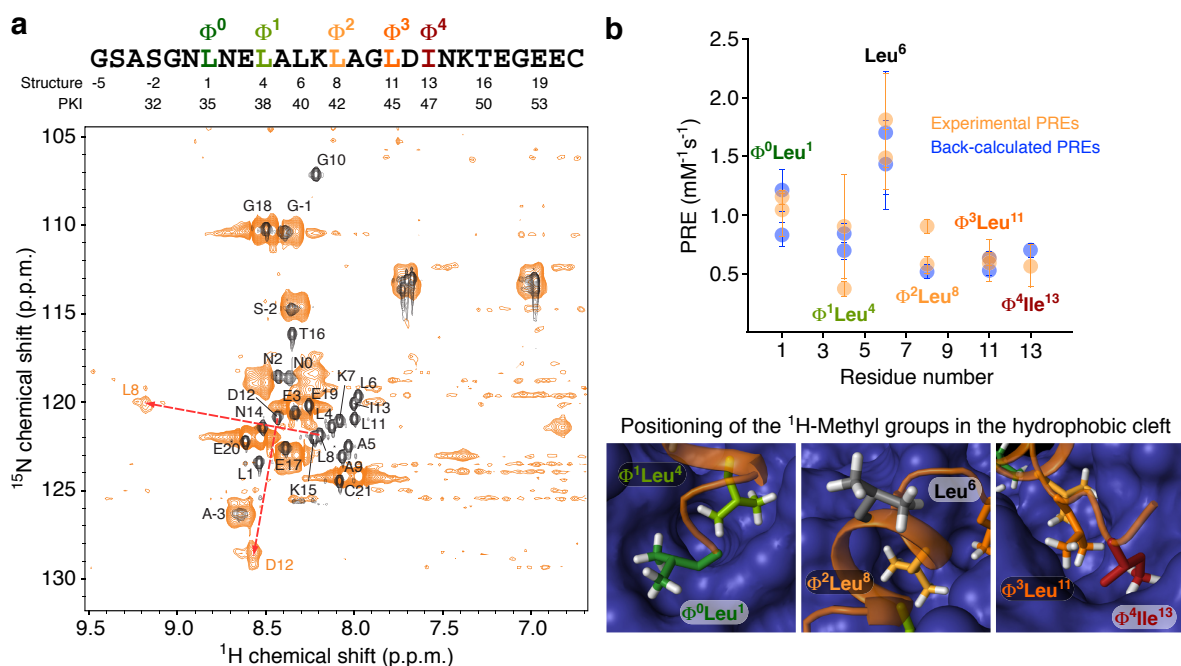 a
Φ0 Φ1 Φ2 Φ3 Φ4
GSASGNLNELALKLAGLDINKTEGEEC
Structure -5 -2 1 4 6 8 11 13 16 19
PKI 32 35 38 40 42 45 47 50 53
105
110
115
120
125
130
15N chemical shift (p.p.m.)
G10
G18 G-1
S-2
T16
N2 N0
K7
L6
L8
D12 E3 E19
I13
N14 L4
L11
E20
L8 A5
L1 E17 A9
K15 C21
A-3
D12
9.5 9.0 8.5 8.0 7.5 7.0
1H chemical shift (p.p.m.)
b
2.5
2.0
1.5
1.0
0.5
PRE (mM-1s-1)
Leu6
Experimental PREs
Back-calculated PREs
Φ0Leu1
Φ3Leu11
Φ2Leu8
Φ1Leu4
Φ4Ile13
1 3 5 7 9 11 13
Residue number
Positioning of the 1H-Methyl groups in the hydrophobic cleft
Φ1Leu4
Φ0Leu1
Leu6
Φ2Leu8
Φ3Leu11
Φ4Ile13